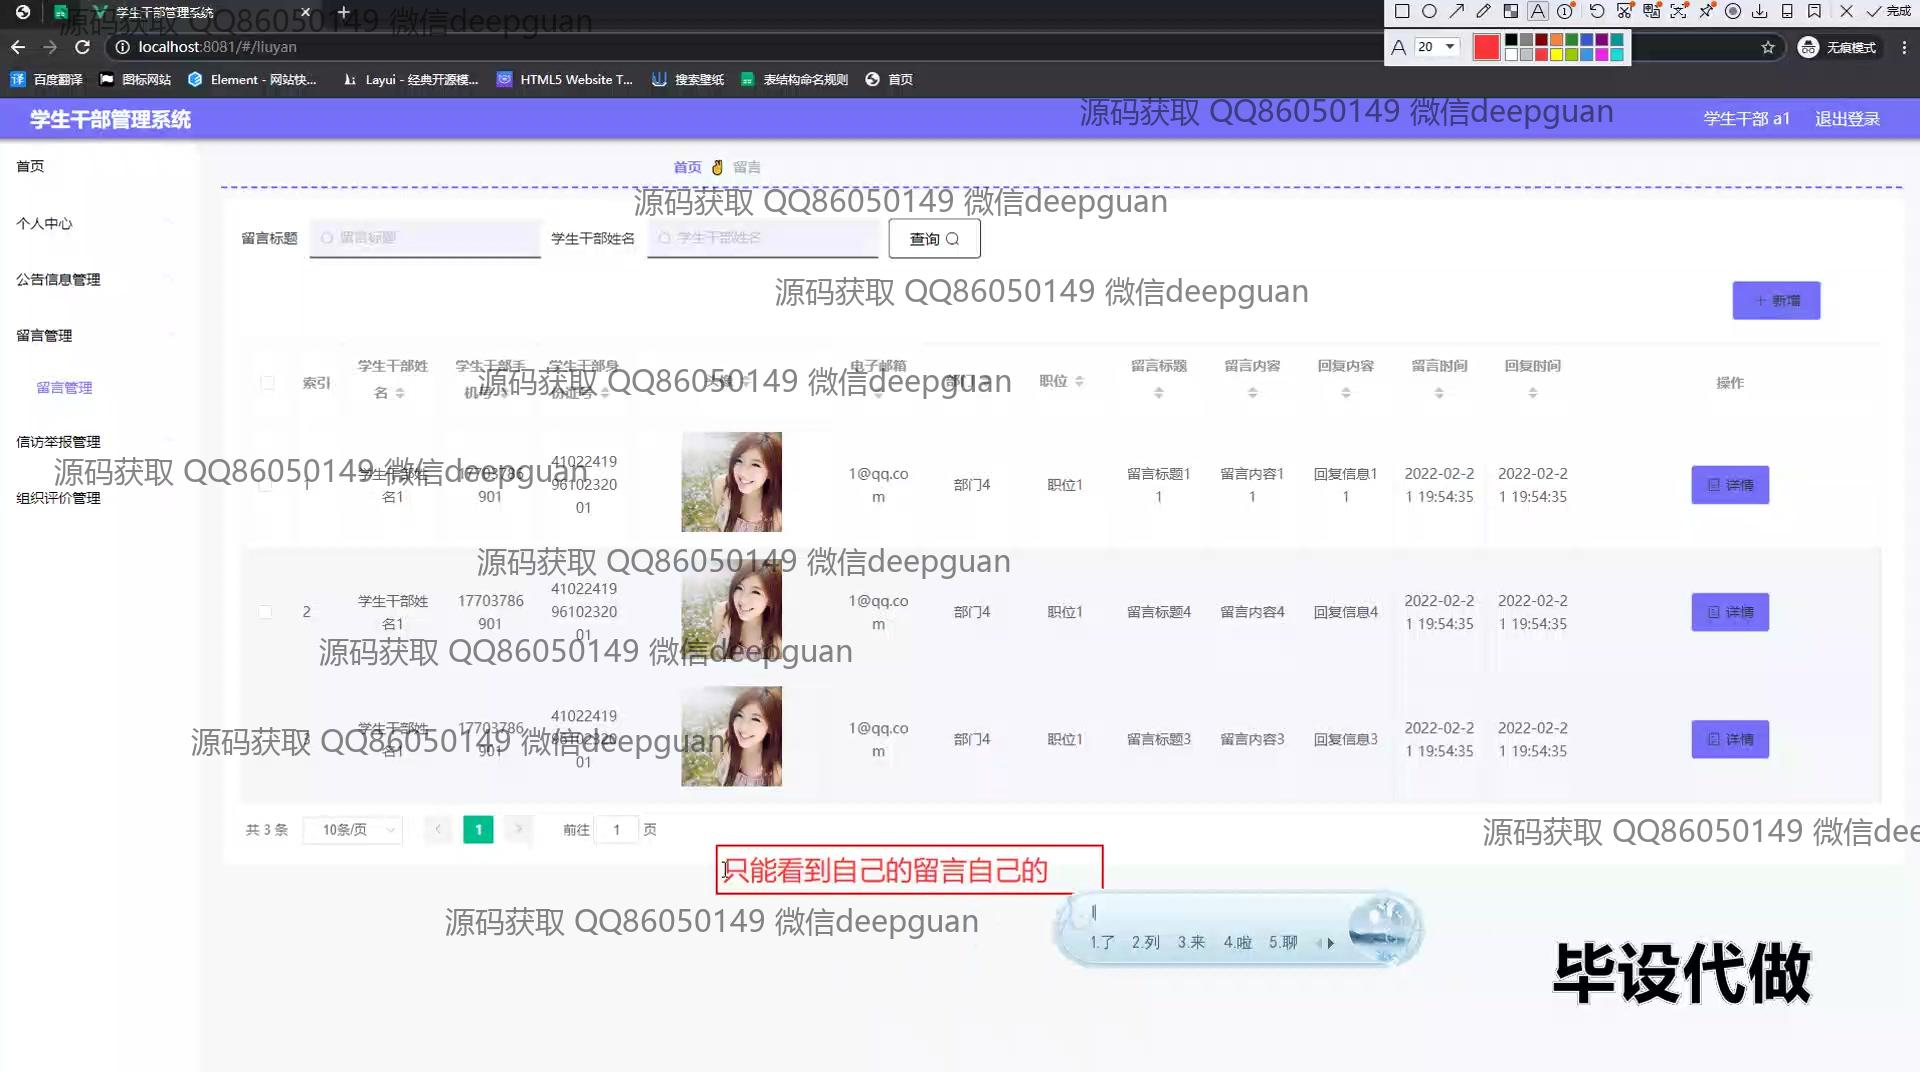 学生干部管理系统
源码获取 QQ86050149 微信deepguan
localhost:8081/#/liuyan
20
完成
无痕模式
百度翻译 图标网站 Element - 网站快... Layui - 经典开源模... HTML5 Website T... 搜索壁纸 表结构命名规则 首页
学生干部管理系统
源码获取 QQ86050149 微信deepguan
学生干部 a1 退出登录
首页
个人中心
公告信息管理
留言管理
留言管理
信访举报管理
组织评价管理
首页 留言
源码获取 QQ86050149 微信deepguan
留言标题 留言标题 学生干部姓名 学生干部姓名 查询
源码获取 QQ86050149 微信deepguan
新增
索引 学生干部姓名 学生干部手机号 学生干部身份证号 电子邮箱 部门 职位 留言标题 留言内容 回复内容 留言时间 回复时间 操作
源码获取 QQ86050149 微信deepguan
学生干部姓名1 17703786901 410224199610232001 1@qq.com 部门4 职位1 留言标题11 留言内容11 回复信息11 2022-02-21 19:54:35 2022-02-21 19:54:35 详情
源码获取 QQ86050149 微信deepguan
源码获取 QQ86050149 微信deepguan
2 学生干部姓名1 17703786901 410224199610232001 1@qq.com 部门4 职位1 留言标题4 留言内容4 回复信息4 2022-02-21 19:54:35 2022-02-21 19:54:35 详情
源码获取 QQ86050149 微信deepguan
3 学生干部姓名1 17703786901 410224199610232001 1@qq.com 部门4 职位1 留言标题3 留言内容3 回复信息3 2022-02-21 19:54:35 2022-02-21 19:54:35 详情
源码获取 QQ86050149 微信deepguan
共 3 条 10条/页 1 前往 1 页
源码获取 QQ86050149 微信dee
只能看到自己的留言自己的
源码获取 QQ86050149 微信deepguan
l
1.了 2.列 3.来 4.啦 5.聊
毕设代做